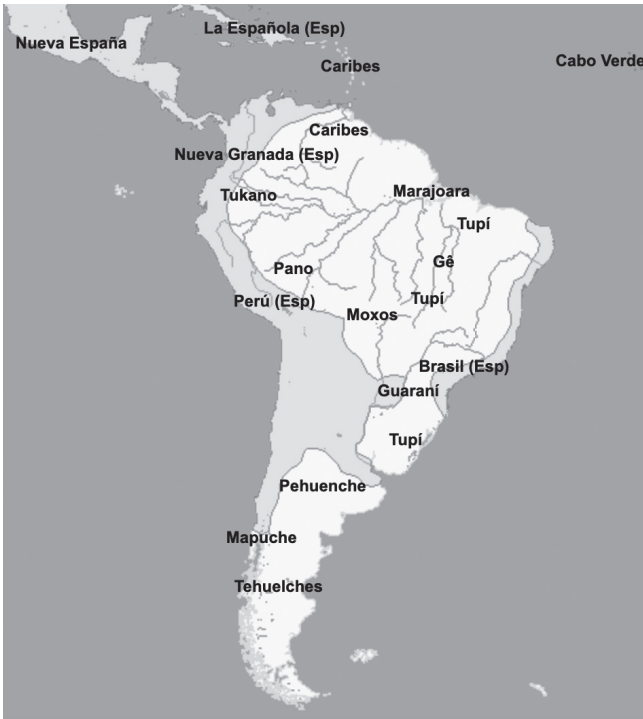 La Española (Esp)
Nueva España
Caribes
Cabo Verde
Caribes
Nueva Granada (Esp)
Tukano
Marajoara
Tupí
Gê
Pano
Tupí
Perú (Esp)
Moxos
Brasil (Esp)
Guaraní
Tupí
Pehuenche
Mapuche
Tehuelches